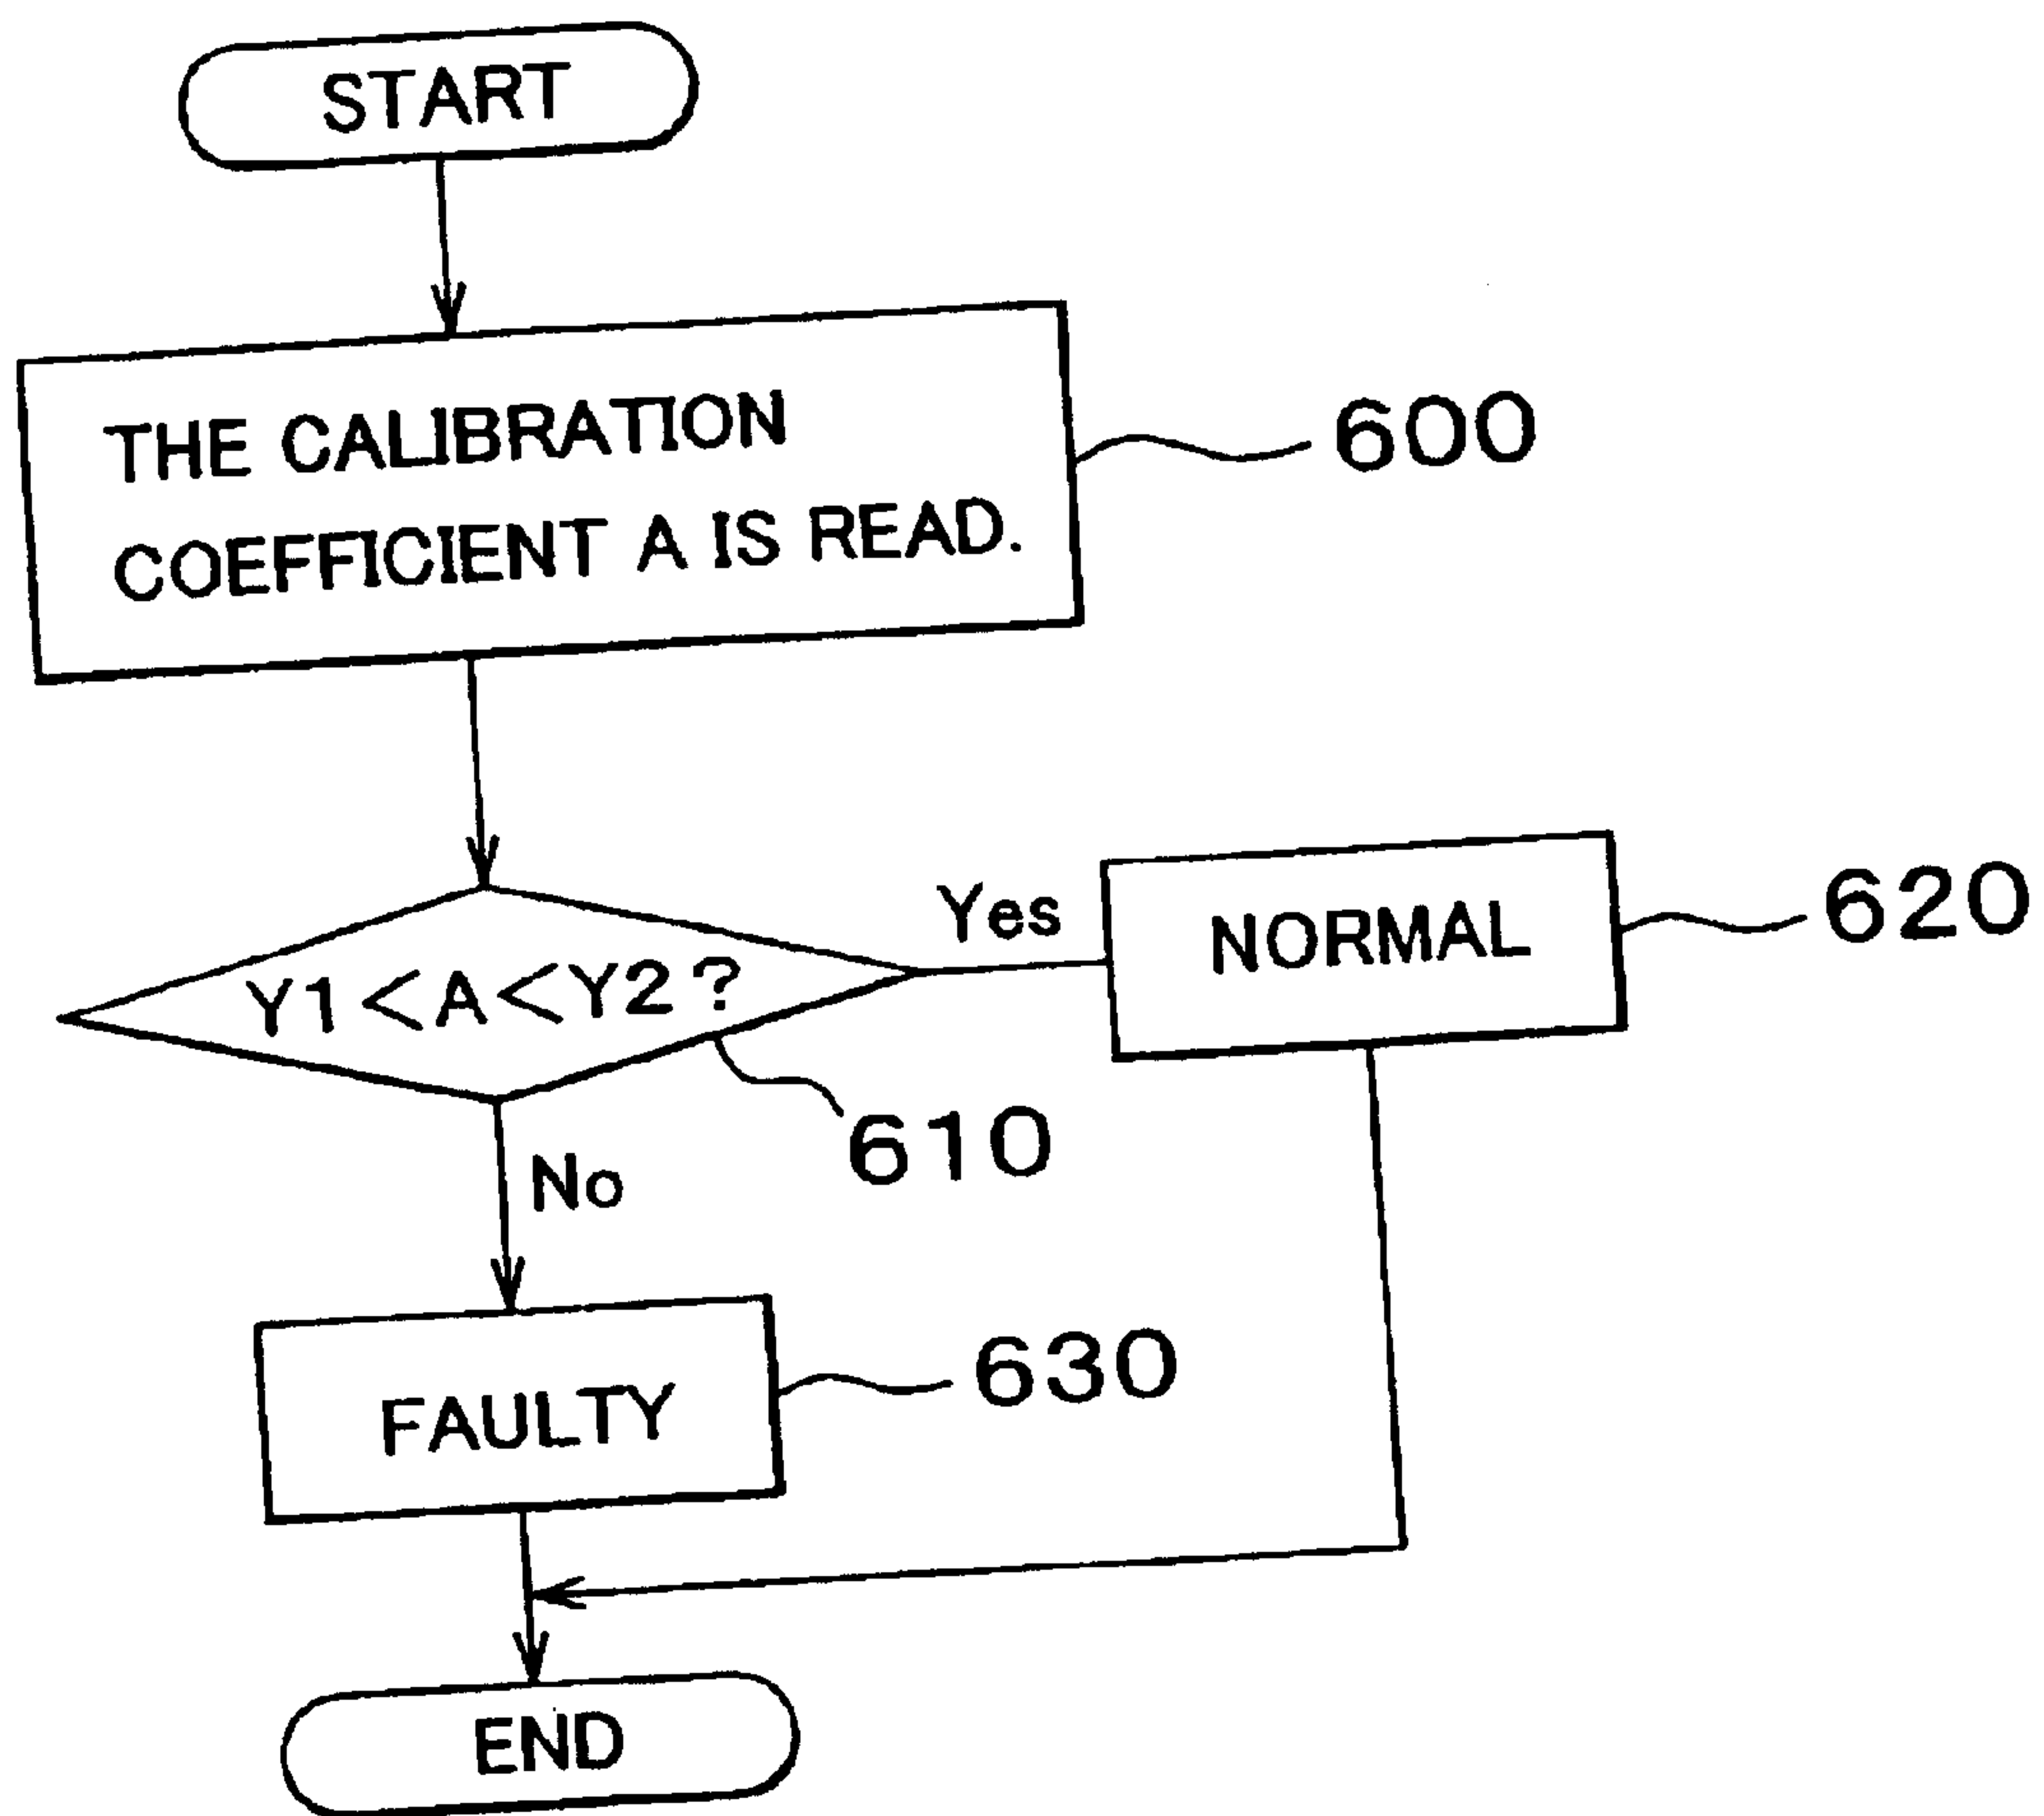 START
THE CALIBRATION
COEFFICIENT A IS READ.
600
Y1<A<Y2?
Yes
NORMAL
620
610
No
FAULTY
630
END